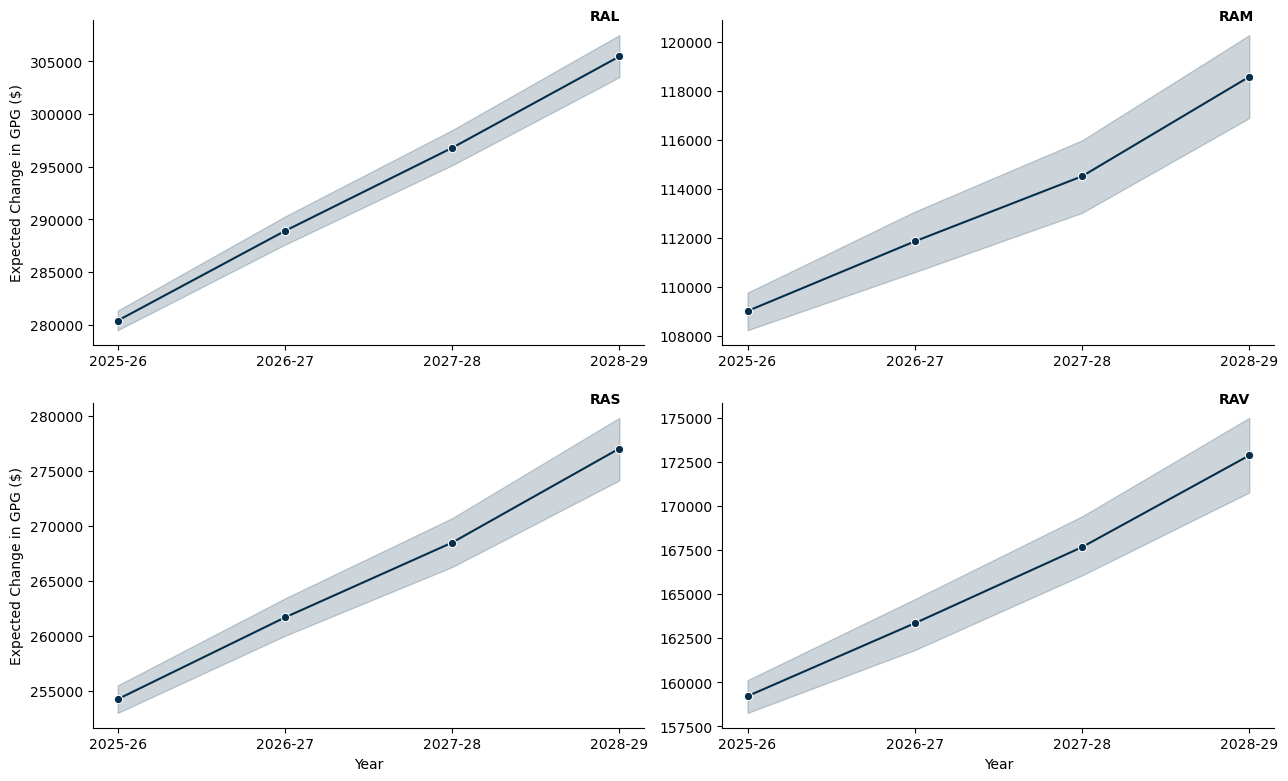 RAL
Expected Change in GPG ($)
305000
300000
295000
290000
285000
280000
2025-26 2026-27 2027-28 2028-29
RAM
120000
118000
116000
114000
112000
110000
108000
2025-26 2026-27 2027-28 2028-29
RAS
Expected Change in GPG ($)
280000
275000
270000
265000
260000
255000
2025-26 2026-27 2027-28 2028-29
Year
RAV
175000
172500
170000
167500
165000
162500
160000
157500
2025-26 2026-27 2027-28 2028-29
Year